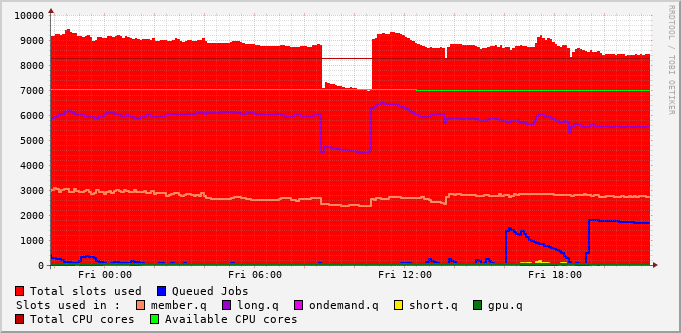 10000
9000
8000
7000
6000
5000
4000
3000
2000
1000
0
Fri 00:00 Fri 06:00 Fri 12:00 Fri 18:00
RRDTOOL / TOBI OETIKER
Total slots used Queued Jobs
Slots used in : member.q long.q ondemand.q short.q gpu.q
Total CPU cores Available CPU cores